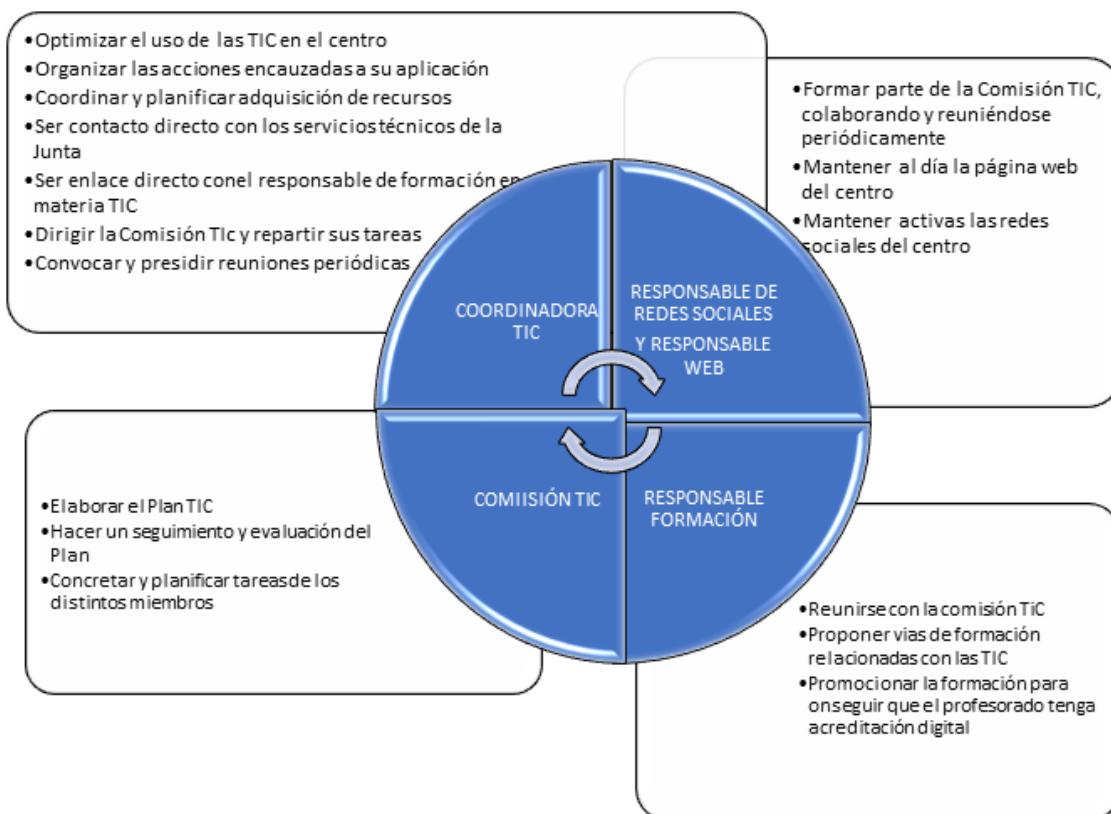 •Optimizar el uso de las TIC en el centro
•Organizar las acciones encauzadas a su aplicación
•Coordinar y planificar adquisición de recursos
•Ser contacto directo con los servicios técnicos de la
Junta
•Ser enlace directo conel responsable de formación en
materia TIC
•Dirigir la Comisión TIc y repartir sus tareas
•Convocar y presidir reuniones periódicas
•Formar parte de la Comisión TIC,
colaborando y reuniéndose
periódicamente
•Mantener al día la página web
del centro
•Mantener activas las redes
sociales del centro
COORDINADORA
TIC
RESPONSABLE DE
REDES SOCIALES
Y RESPONSABLE
WEB
COMIISIÓN TIC
RESPONSABLE
FORMACIÓN
•Elaborar el Plan TIC
•Hacer un seguimiento y evaluación del
Plan
•Concretar y planificar tareas de los
distintos miembros
•Reunirse con la comisión TiC
•Proponer vias de formación
relacionadas con las TIC
•Promocionar la formación para
onseguir que el profesorado tenga
acreditación digital